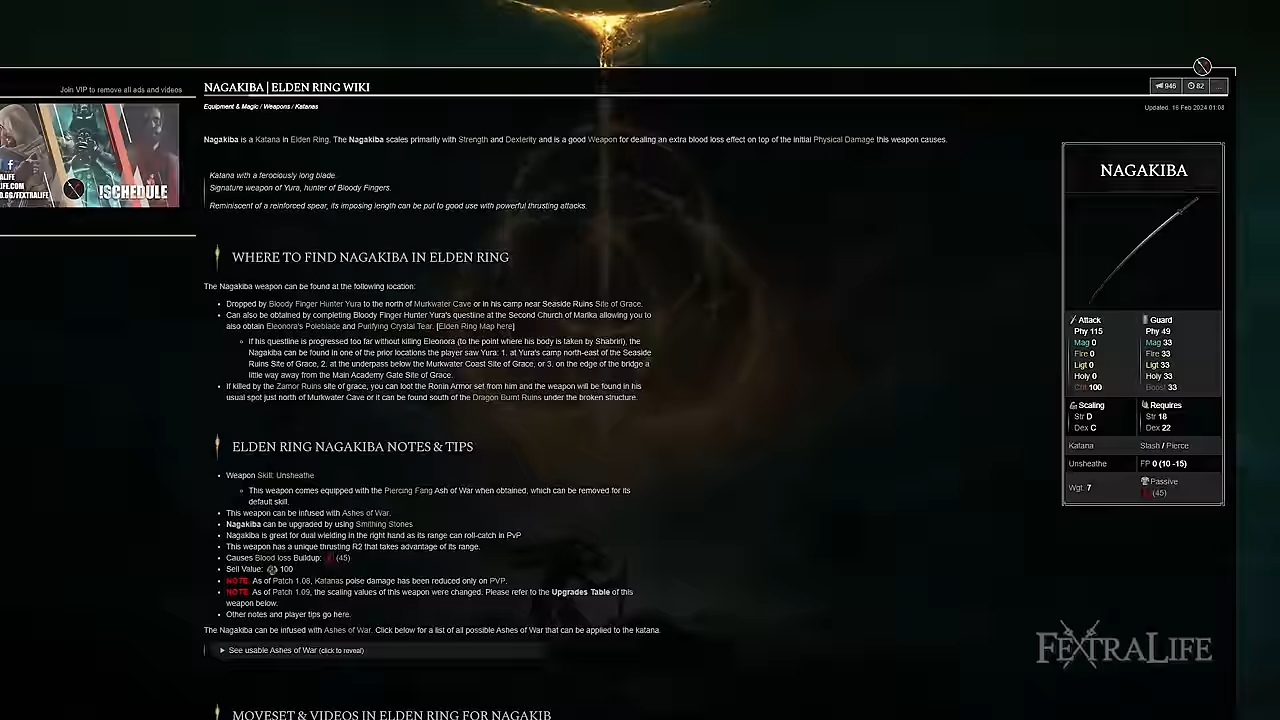 Join VIP to remove all ads and videos
!SCHEDULE
NAGAKIBA | ELDEN RING WIKI
946
62
...
Equipment & Magic / Weapons / Katanas
Updated: 15 Feb 2024 01:08
Nagakiba is a Katana in Elden Ring. The Nagakiba scales primarily with Strength and Dexterity and is a good Weapon for dealing an extra blood loss effect on top of the initial Physical Damage this weapon causes.
Katana with a ferociously long blade.
Signature weapon of Yura, hunter of Bloody Fingers.
Reminiscent of a reinforced spear, its imposing length can be put to good use with powerful thrusting attacks.
WHERE TO FIND NAGAKIBA IN ELDEN RING
The Nagakiba weapon can be found at the following location:
Dropped by Bloody Finger Hunter Yura to the north of Murkwater Cave or in his camp near Seaside Ruins Site of Grace.
Can also be obtained by completing Bloody Finger Hunter Yura's questline at the Second Church of Marika allowing you to
also obtain Eleonora's Poleblade and Purifying Crystal Tear. [Elden Ring Map here]
If his questline is progressed too far without killing Eleonora (to the point where his body is taken by Shabriri), the
Nagakiba can be found in one of the prior locations the player saw Yura: 1. at Yura's camp north-east of the Seaside
Ruins Site of Grace, 2. at the underpass below the Murkwater Coast Site of Grace, or 3. on the edge of the bridge a
little way away from the Main Academy Gate Site of Grace.
If killed by the Zamor Ruins site of grace, you can loot the Ronin Armor set from him and the weapon will be found in his
usual spot just north of Murkwater Cave or it can be found south of the Dragon Burnt Ruins under the broken structure.
ELDEN RING NAGAKIBA NOTES & TIPS
Weapon Skill: Unsheathe
This weapon comes equipped with the Piercing Fang Ash of War when obtained, which can be removed for its
default skill.
This weapon can be infused with Ashes of War.
Nagakiba can be upgraded by using Smithing Stones
Nagakiba is great for dual wielding in the right hand as its range can roll-catch in PvP
This weapon has a unique thrusting R2 that takes advantage of its range.
Causes Blood loss Buildup: (45)
Sell Value: 100
NOTE: As of Patch 1.08, Katanas poise damage has been reduced only on PVP.
NOTE: As of Patch 1.09, the scaling values of this weapon were changed. Please refer to the Upgrades Table of this
weapon below.
Other notes and player tips go here.
The Nagakiba can be infused with Ashes of War. Click below for a list of all possible Ashes of War that can be applied to the katana.
► See usable Ashes of War (click to reveal)
MOVESET & VIDEOS IN ELDEN RING FOR NAGAKIB
NAGAKIBA
Attack Guard
Phy 115 Phy 49
Mag 0 Mag 33
Fire 0 Fire 33
Ligt 0 Ligt 33
Holy 0 Holy 33
Crit 100 Boost 33
Scaling Requires
Str D Str 18
Dex C Dex 22
Katana Slash / Pierce
Unsheathe FP 0 (10 -15)
Wgt. 7 Passive
(45)
FEXTRALIFE